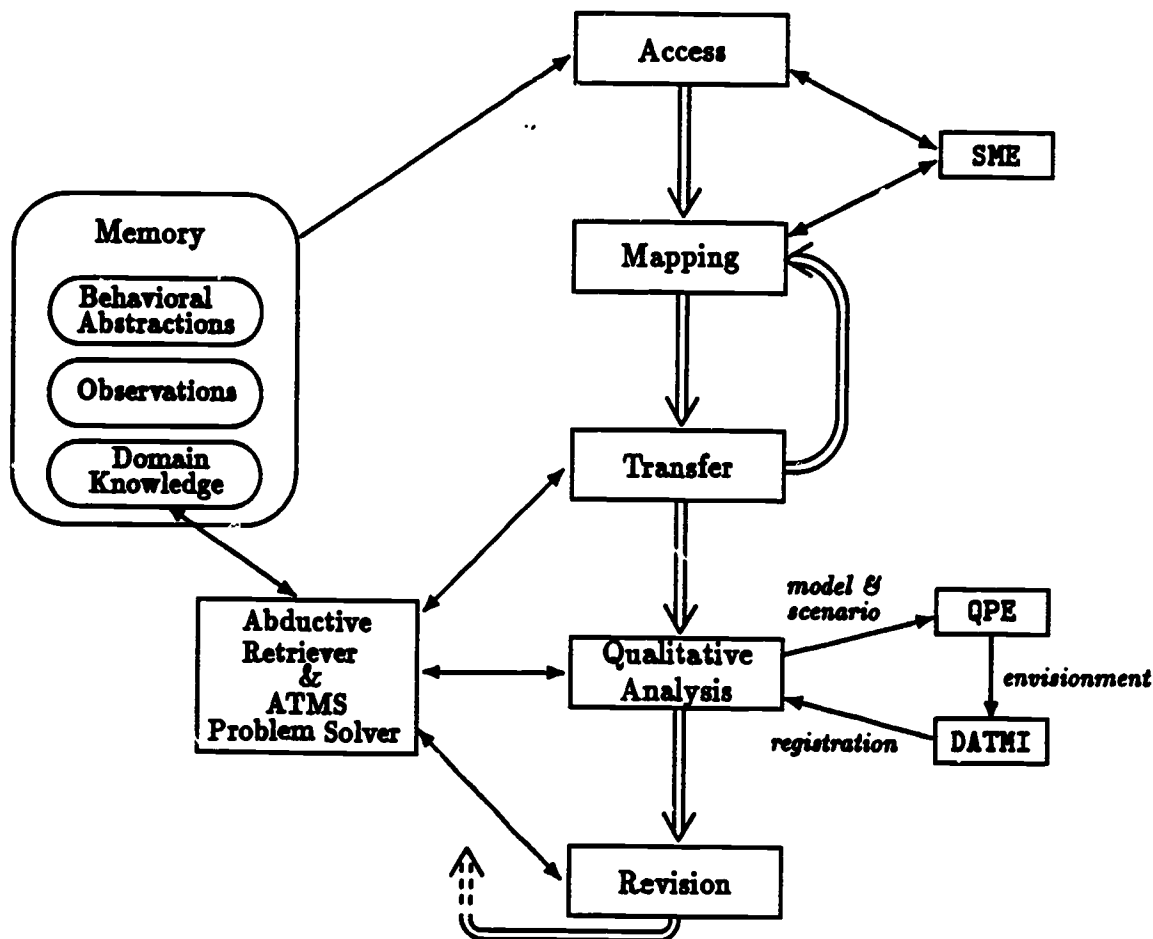 Access
SME
Memory
Mapping
Behavioral
Abstractions
Observations
Domain
Knowledge
Transfer
model &
scenario
QPE
Abductive
Retriever
&
ATMS
Problem Solver
Qualitative
Analysis
envisionment
registration
DATMI
Revision